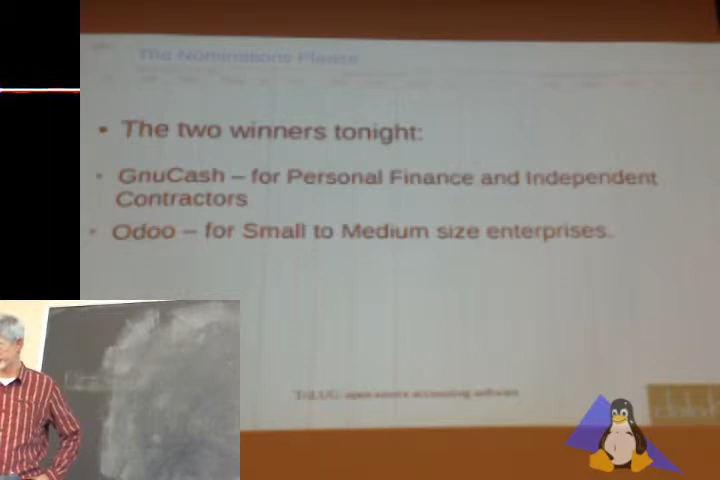 The Nominations Please
• The two winners tonight:
• GnuCash – for Personal Finance and Independent
Contractors
• Odoo – for Small to Medium size enterprises.
TriLUG: open source accounting software